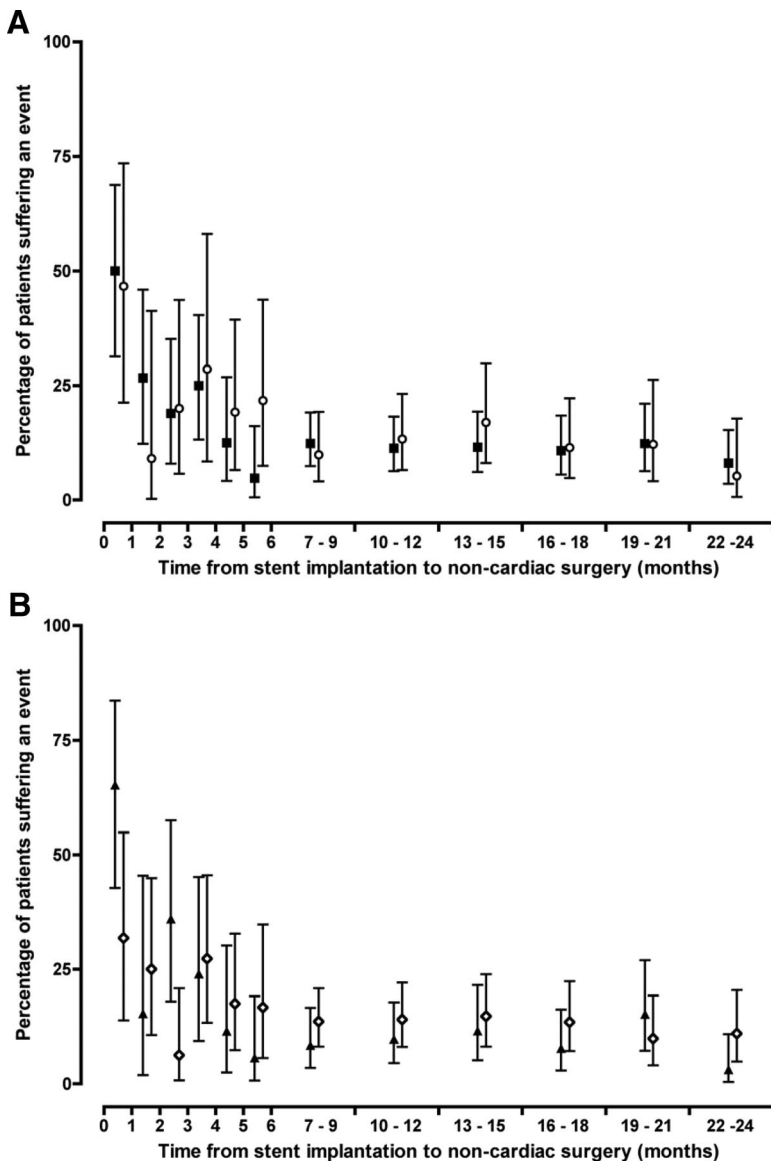 A
Percentage of patients suffering an event
100
75
50
25
0
0 1 2 3 4 5 6 7 - 9 10 - 12 13 - 15 16 - 18 19 - 21 22 -24
Time from stent implantation to non-cardiac surgery (months)
B
Percentage of patients suffering an event
100
75
50
25
0
0 1 2 3 4 5 6 7 - 9 10 - 12 13 - 15 16 - 18 19 - 21 22 -24
Time from stent implantation to non-cardiac surgery (months)